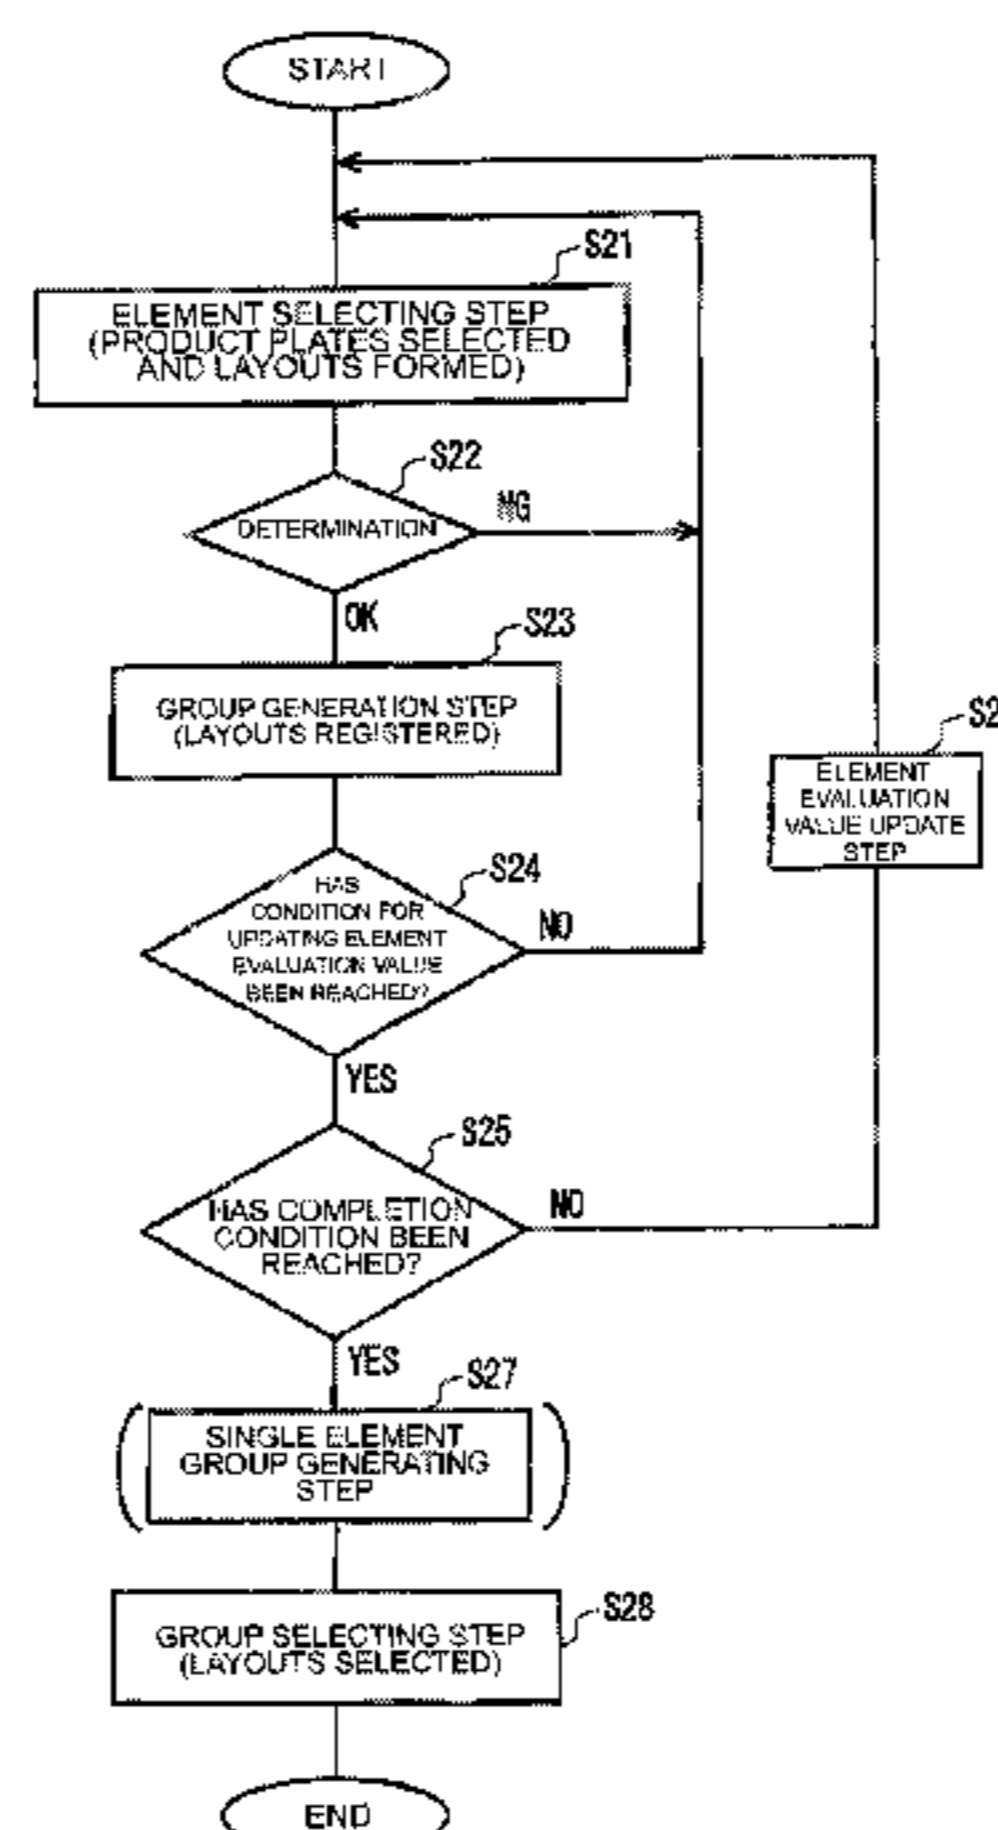 START
S21
ELEMENT SELECTING STEP
(PRODUCT PLATES SELECTED
AND LAYOUTS FORMED)
S22
DETERMINATION
NG
OK
S23
GROUP GENERATION STEP
(LAYOUTS REGISTERED)
S2
ELEMENT
EVALUATION
VALUE UPDATE
STEP
S24
HAS
CONDITION FOR
UPDATING ELEMENT
EVALUATION VALUE
BEEN REACHED?
NO
YES
S25
HAS COMPLETION
CONDITION BEEN
REACHED?
NO
YES
S27
SINGLE ELEMENT
GROUP GENERATING
STEP
S28
GROUP SELECTING STEP
(LAYOUTS SELECTED)
END